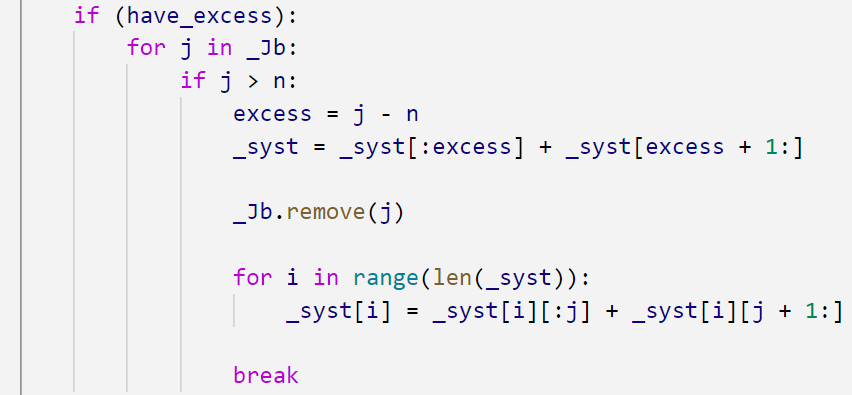 if (have_excess):
for j in _Jb:
if j > n:
excess = j - n
_syst = _syst[:excess] + _syst[excess + 1:]
_Jb.remove(j)
for i in range(len(_syst)):
_syst[i] = _syst[i][:j] + _syst[i][j + 1:]
break